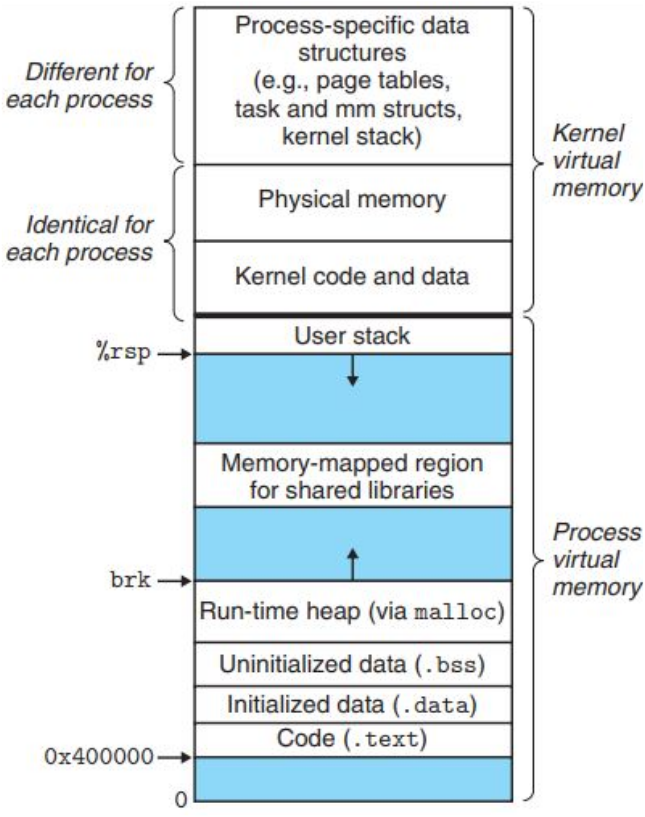 Process-specific data
structures
(e.g., page tables,
task and mm structs,
kernel stack)
Different for
each process
Kernel
virtual
memory
Physical memory
Identical for
each process
Kernel code and data
User stack
%rsp
Memory-mapped region
for shared libraries
Process
virtual
memory
brk
Run-time heap (via malloc)
Uninitialized data (.bss)
Initialized data (.data)
Code (.text)
0x400000
0